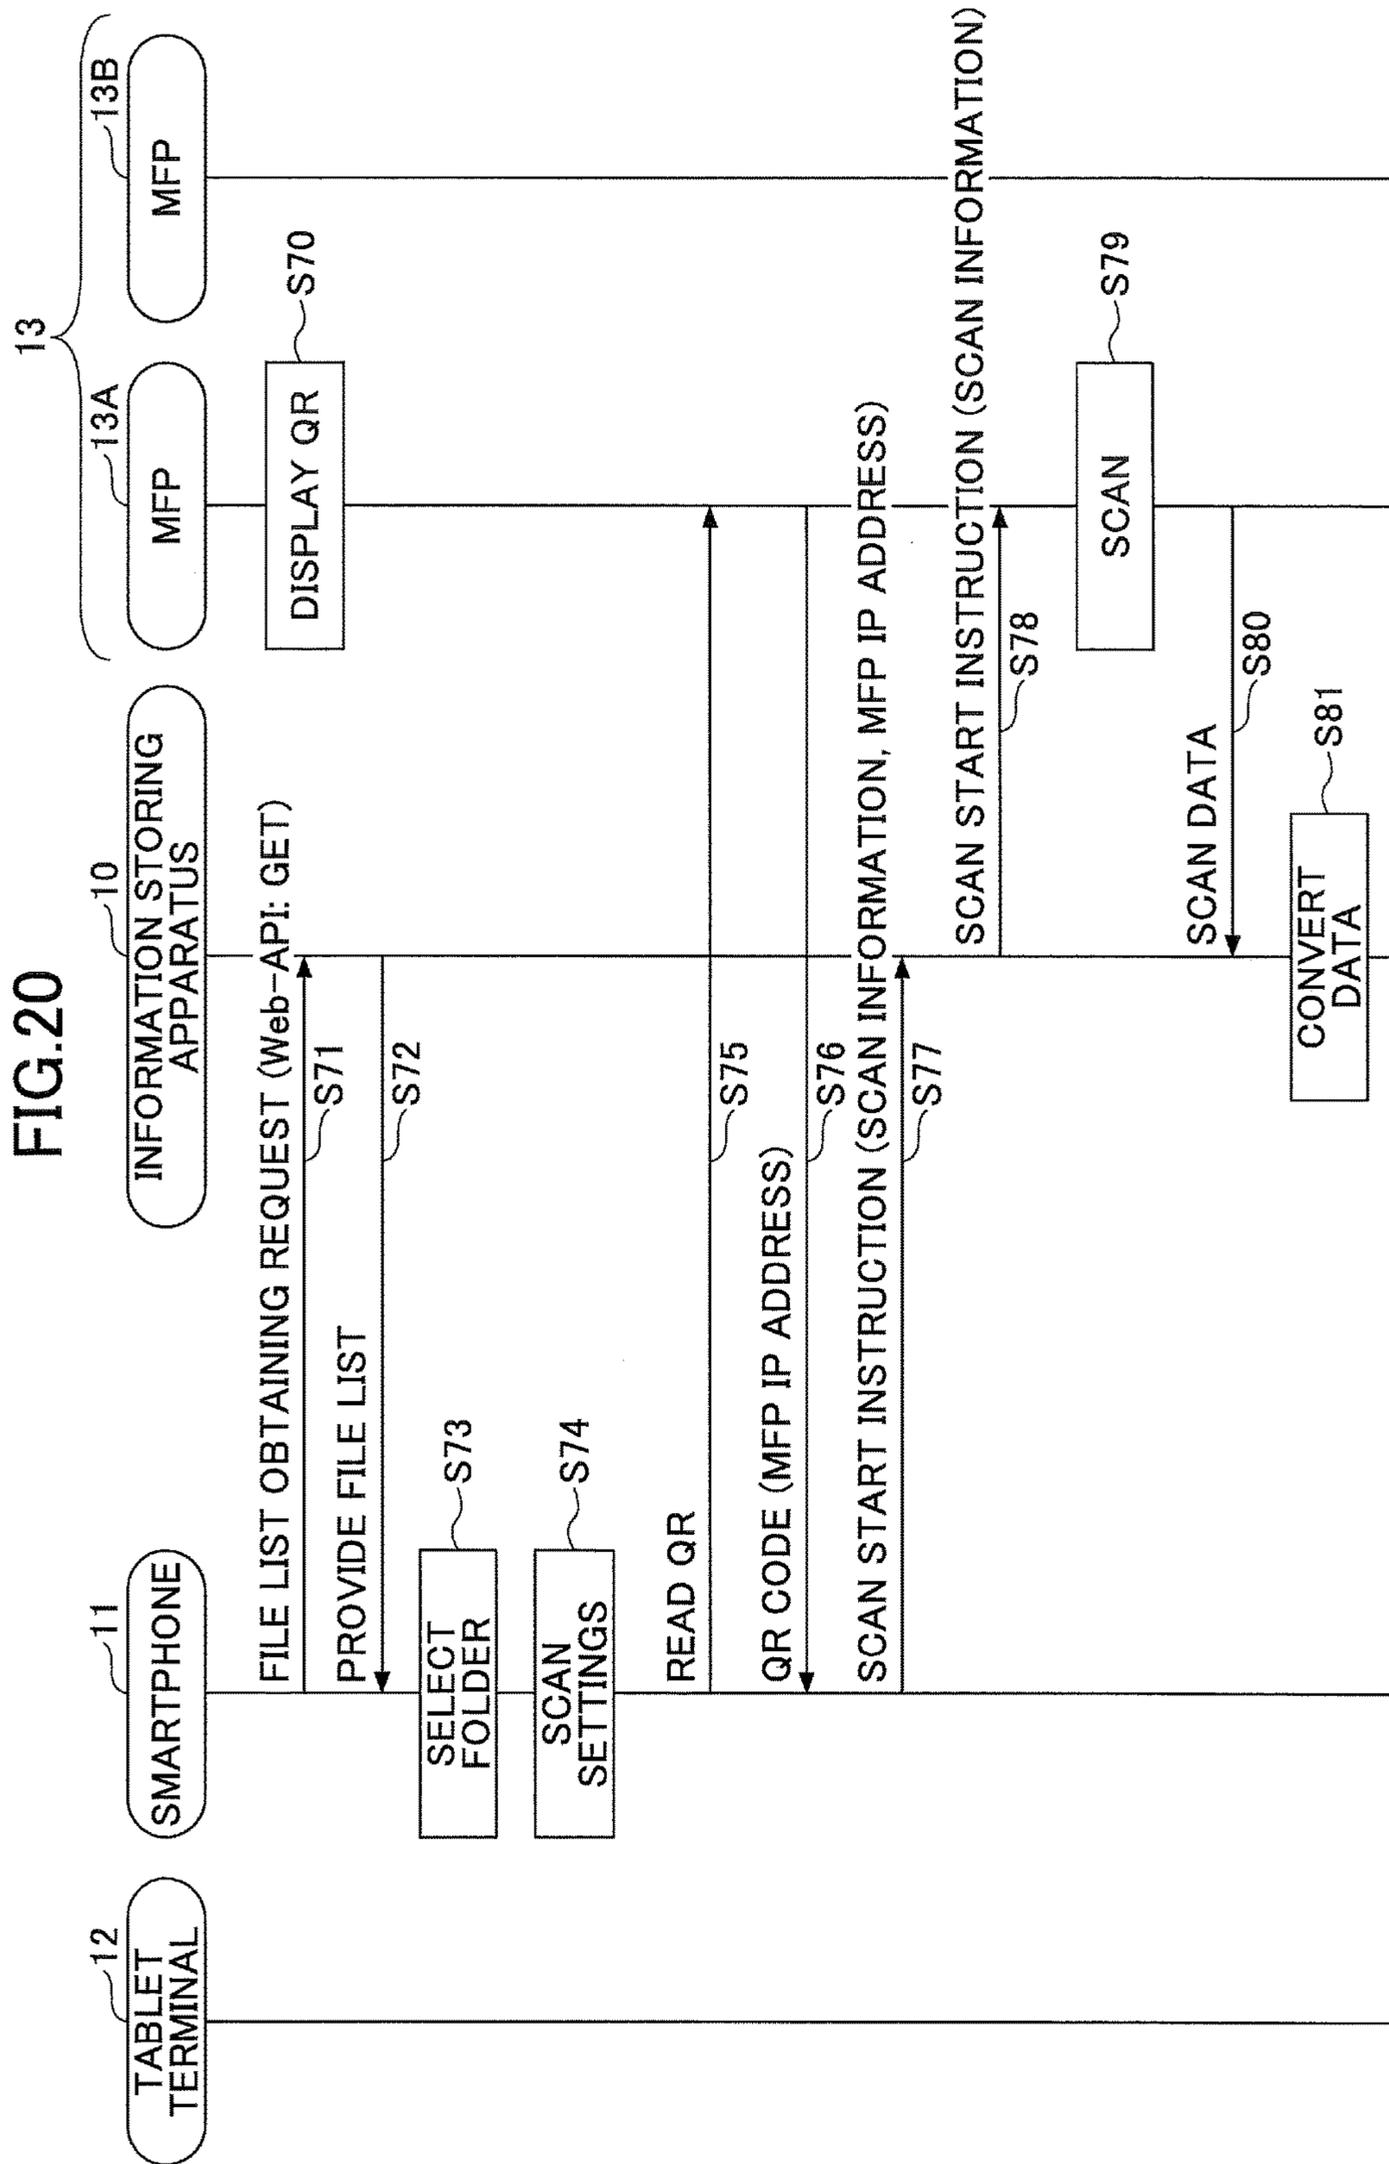 FIG.20
12
TABLET
TERMINAL
11
SMARTPHONE
10
INFORMATION STORING
APPARATUS
13
13A
MFP
13B
MFP
DISPLAY QR
S70
FILE LIST OBTAINING REQUEST (Web-API: GET)
S71
PROVIDE FILE LIST
S72
SELECT
FOLDER
S73
SCAN
SETTINGS
S74
READ QR
S75
QR CODE (MFP IP ADDRESS)
S76
SCAN START INSTRUCTION (SCAN INFORMATION, MFP IP ADDRESS)
S77
SCAN START INSTRUCTION (SCAN INFORMATION)
S78
SCAN
S79
SCAN DATA
S80
CONVERT
DATA
S81